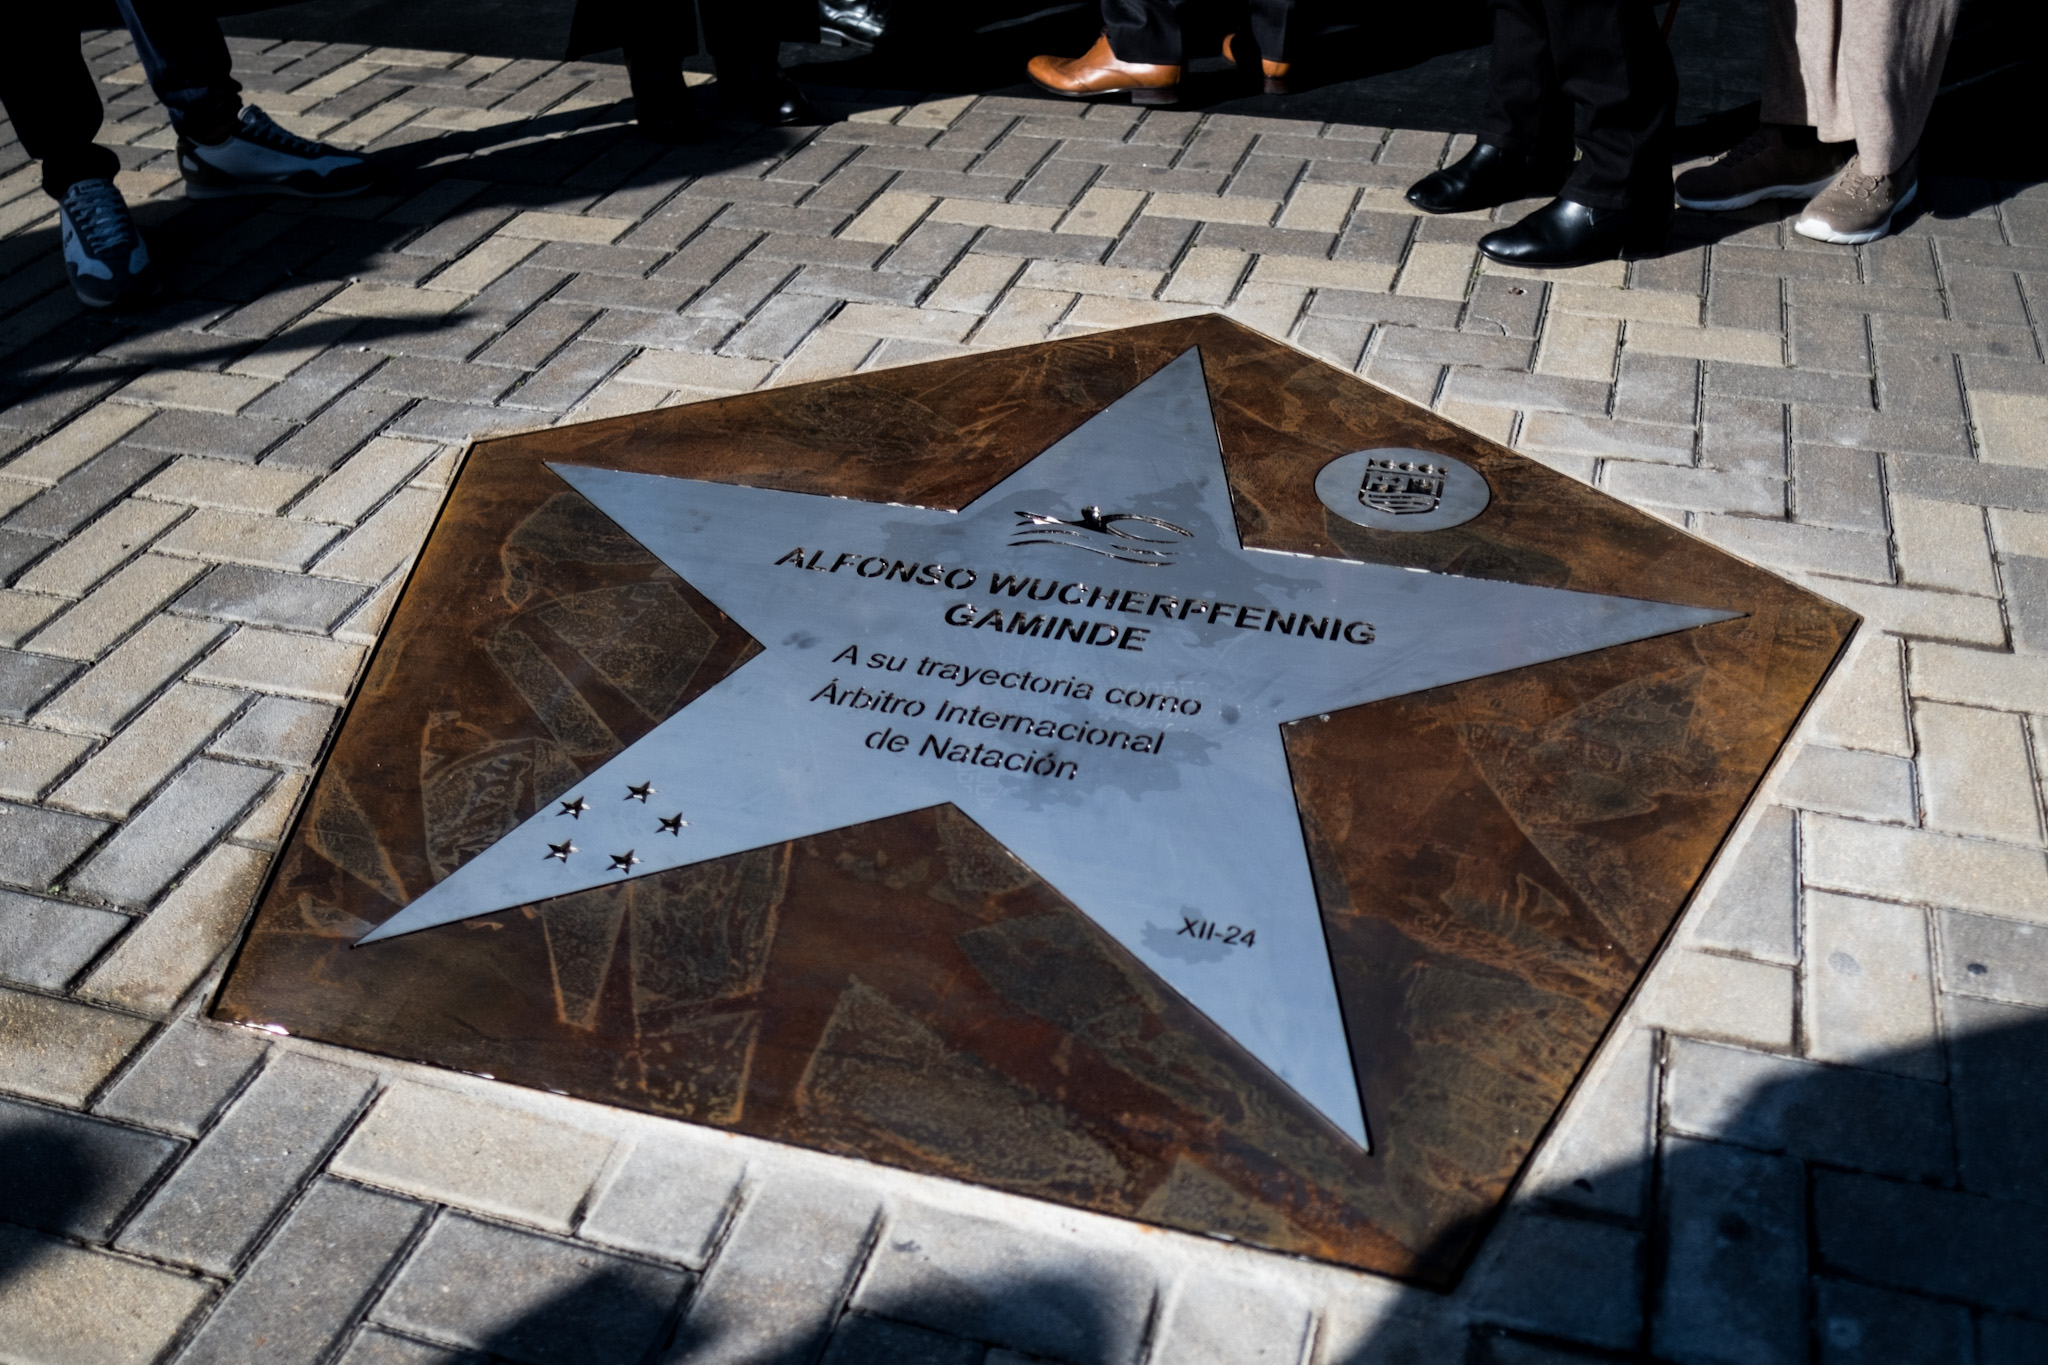 ALFONSO WUCHERPFENNIG
GAMINDE
A su trayectoria como
Árbitro Internacional
de Natación
XII-24